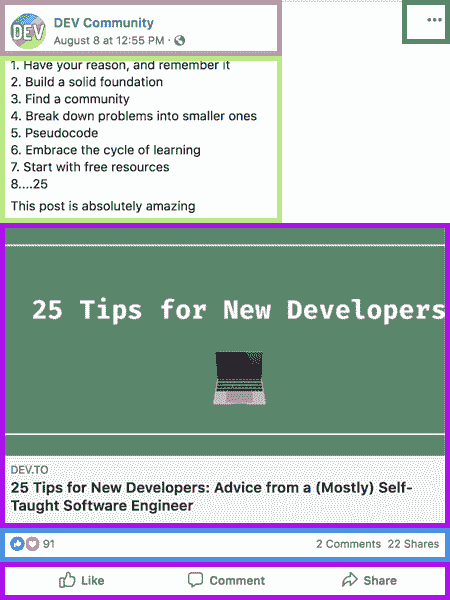 DEV
DEV Community
August 8 at 12:55 PM ·
...
1. Have your reason, and remember it
2. Build a solid foundation
3. Find a community
4. Break down problems into smaller ones
5. Pseudocode
6. Embrace the cycle of learning
7. Start with free resources
8....25
This post is absolutely amazing
25 Tips for New Developers
DEV.TO
25 Tips for New Developers: Advice from a (Mostly) Self-
Taught Software Engineer
91 2 Comments 22 Shares
Like Comment Share